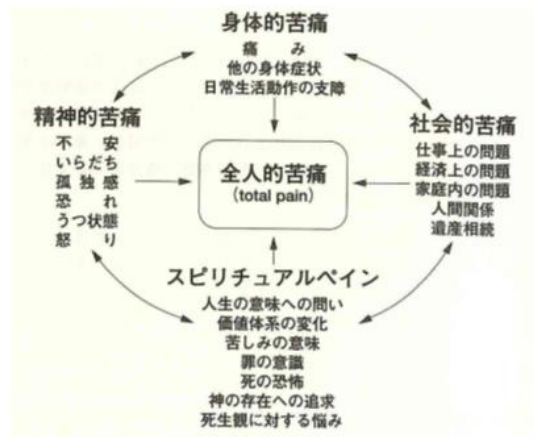 身体的苦痛
痛　み
他の身体症状
日常生活動作の支障
精神的苦痛
不　安
いらだち
孤独感
恐　れ
うつ状態
怒　り
全人的苦痛
(total pain)
社会的苦痛
仕事上の問題
経済上の問題
家庭内の問題
人間関係
遺産相続
スピリチュアルペイン
人生の意味への問い
価値体系の変化
苦しみの意味
罪の意識
死の恐怖
神の存在への追求
死生観に対する悩み